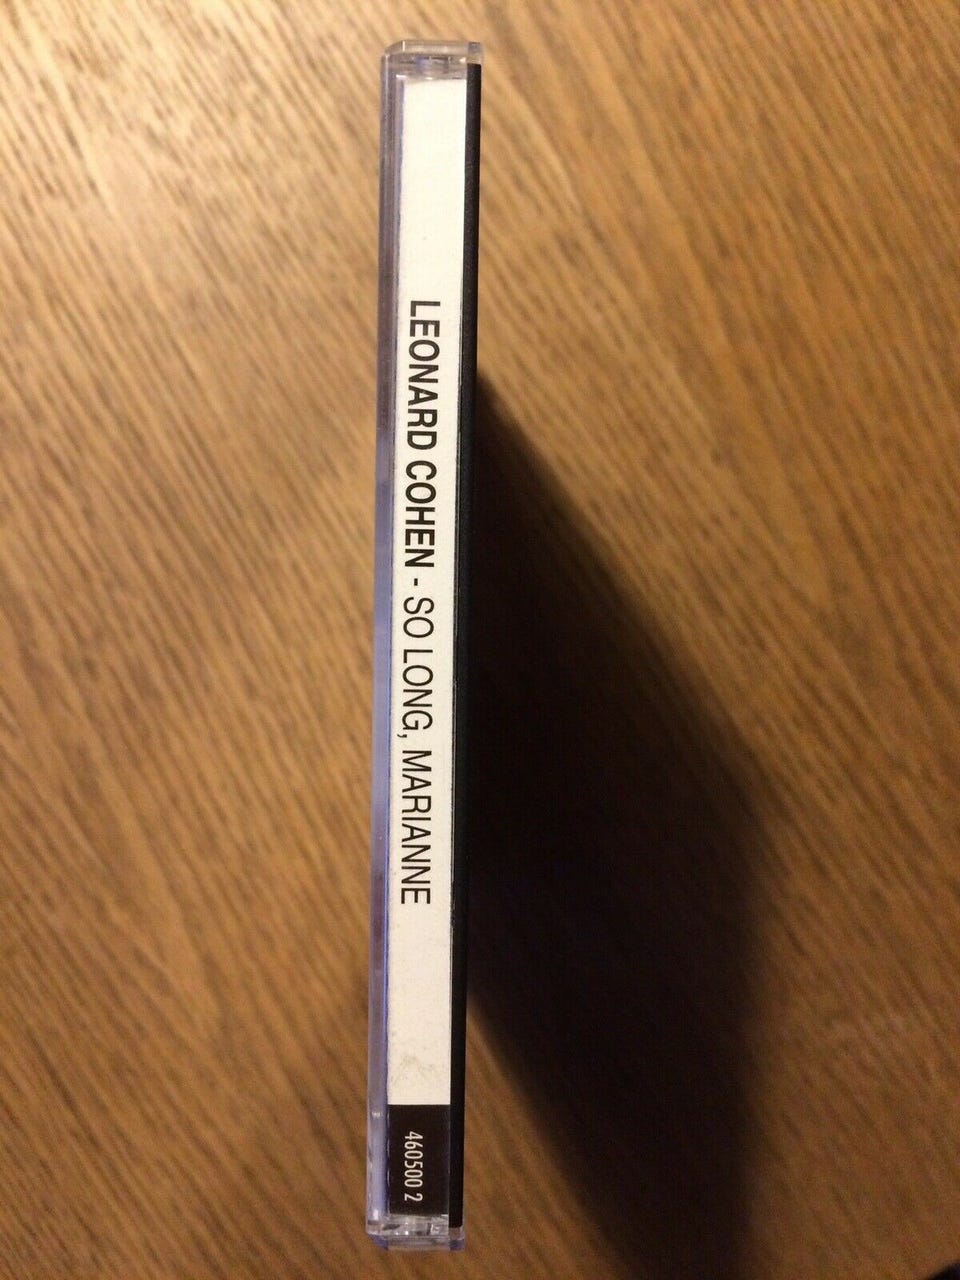 LEONARD COHEN - SO LONG, MARIANNE
460500 2